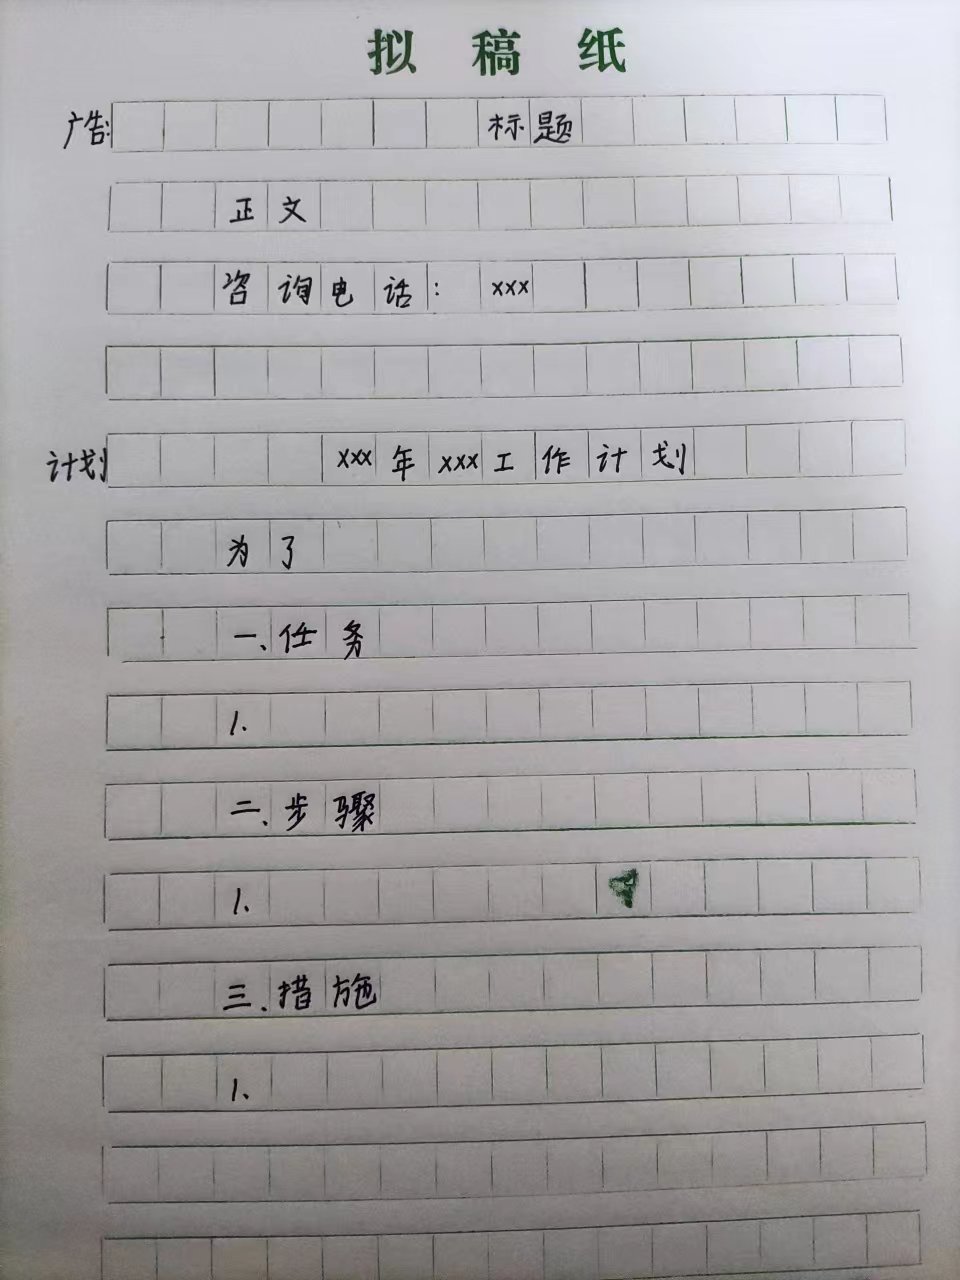 拟稿纸
广告: 标题
正文
咨询电话: xxx
计划 xxx年xxx工作计划
为了
一、任务
1.
二、步骤
1.
三、措施
1.